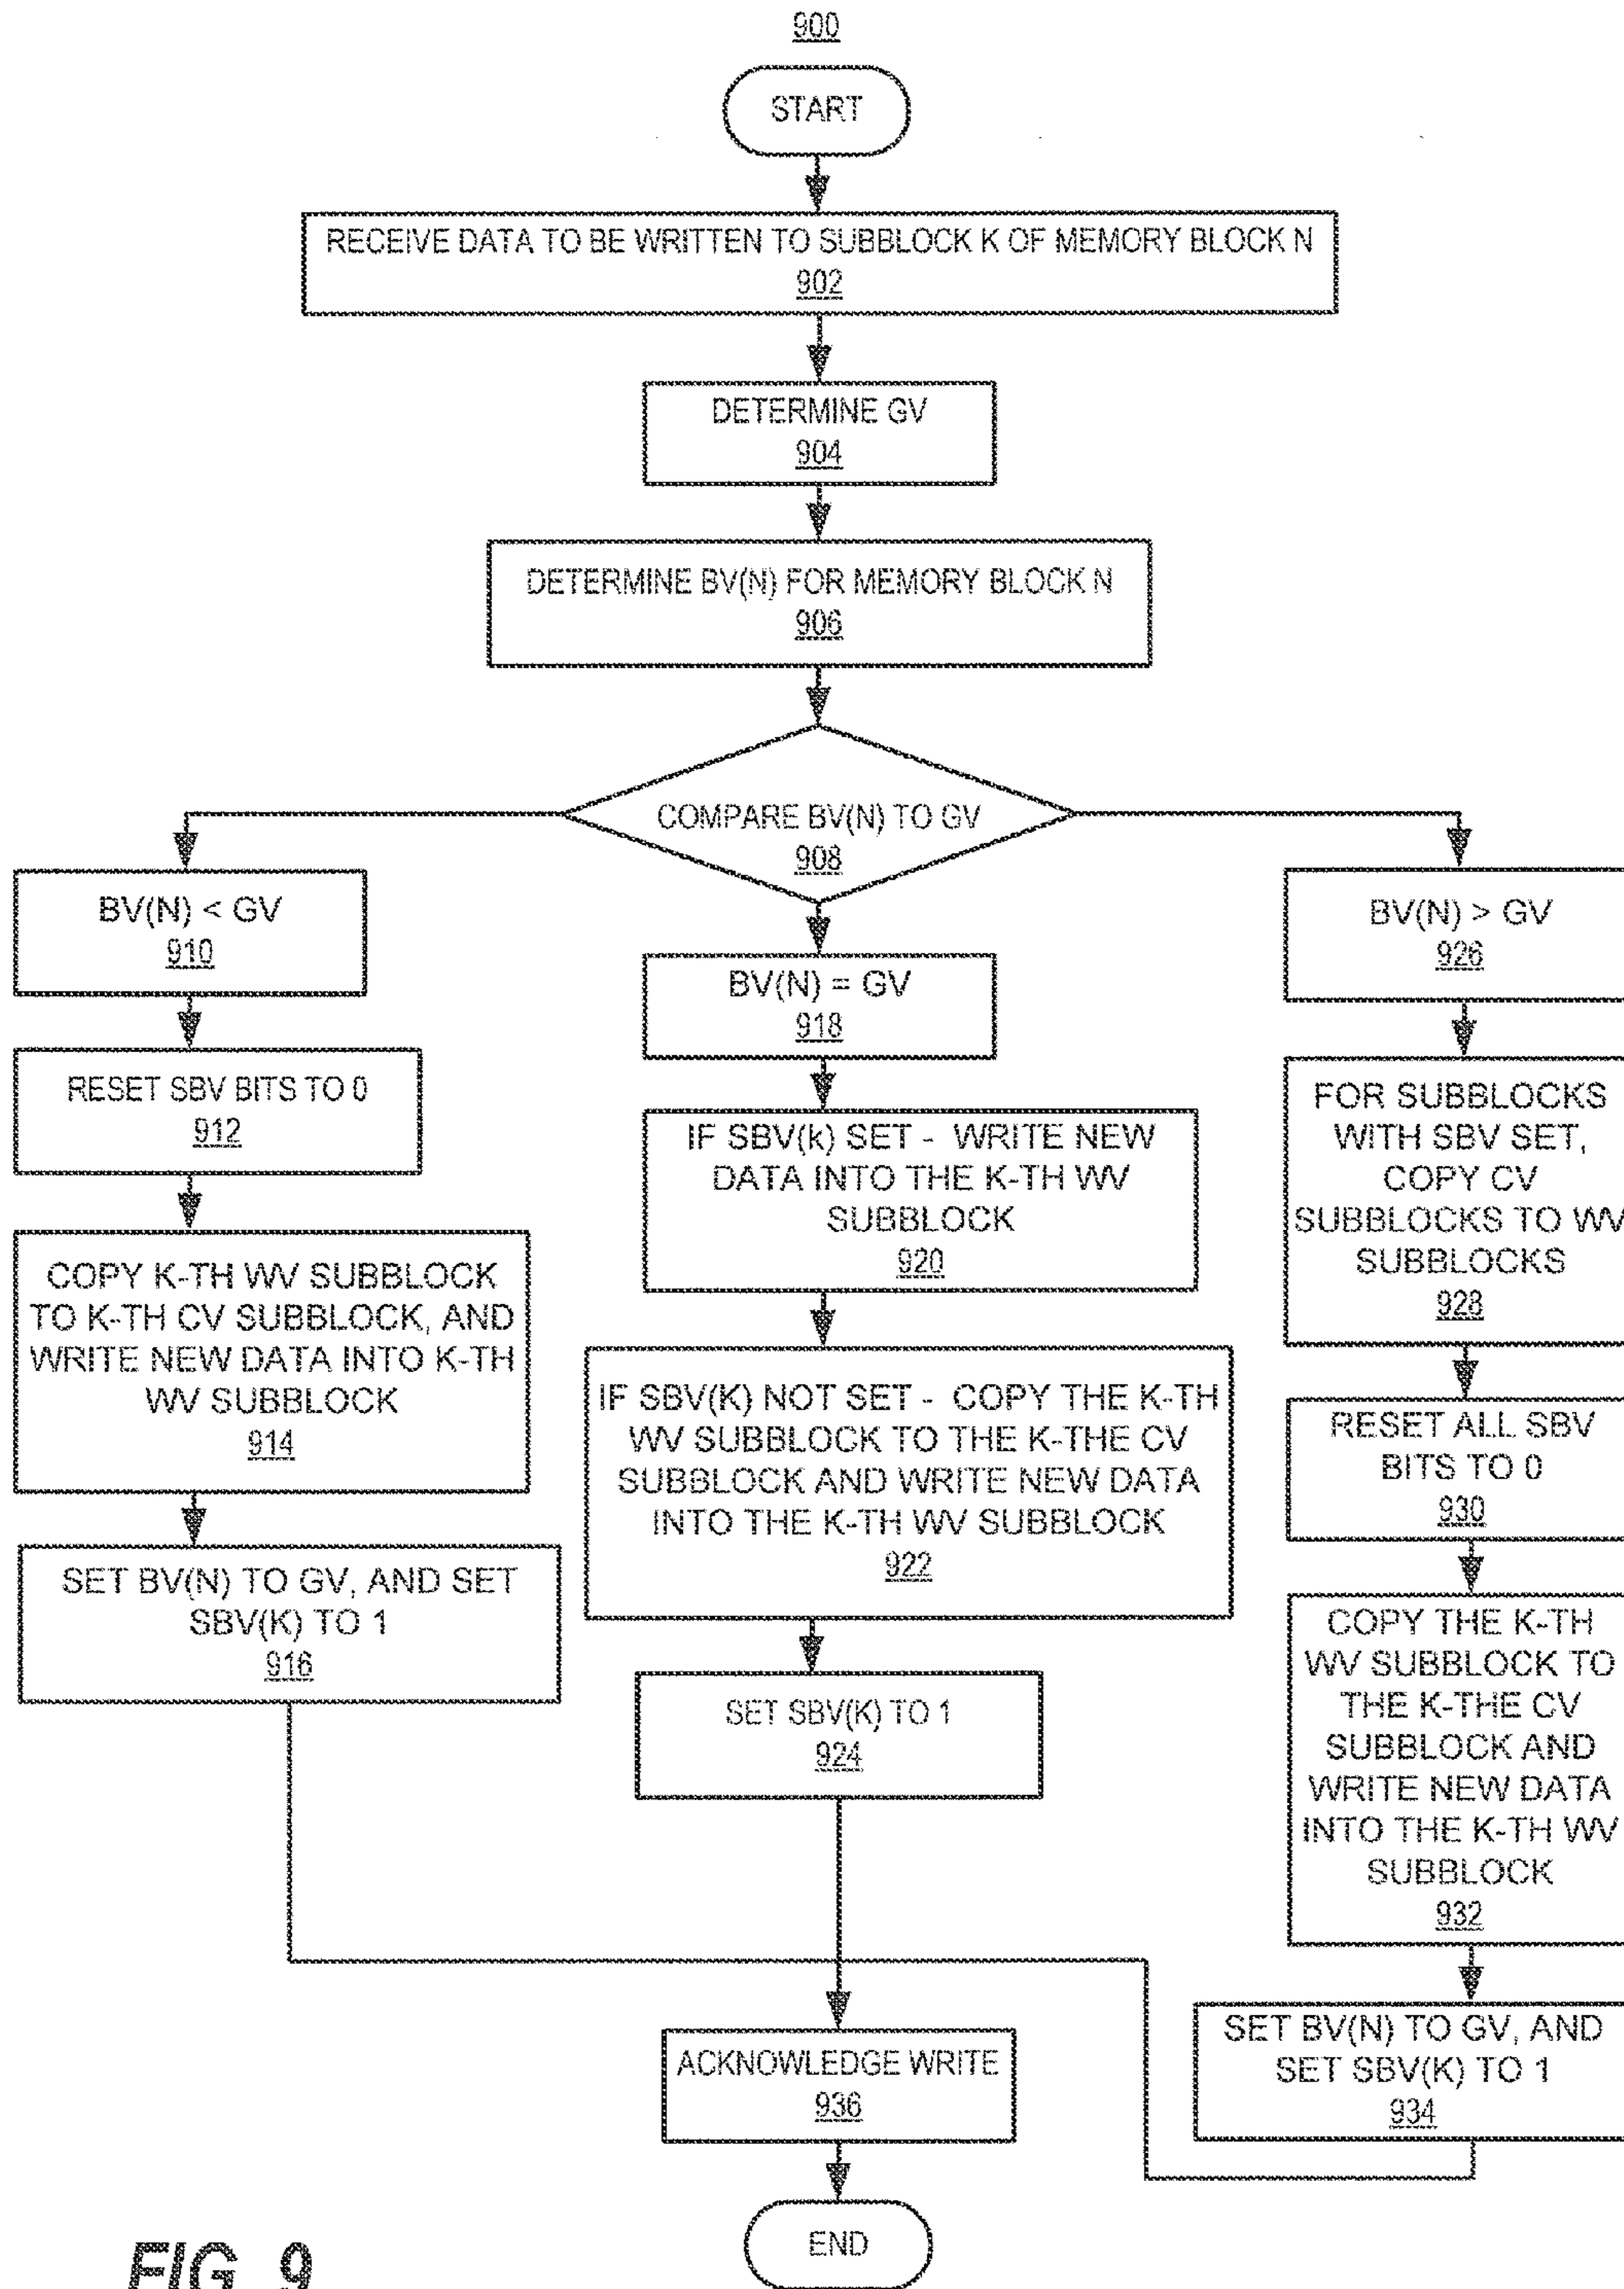 900
START
RECEIVE DATA TO BE WRITTEN TO SUBBLOCK K OF MEMORY BLOCK N
902
DETERMINE GV
904
DETERMINE BV(N) FOR MEMORY BLOCK N
906
COMPARE BV(N) TO GV
908
BV(N) < GV
910
RESET SBV BITS TO 0
912
COPY K-TH WV SUBBLOCK
TO K-TH CV SUBBLOCK, AND
WRITE NEW DATA INTO K-TH
WV SUBBLOCK
914
SET BV(N) TO GV, AND SET
SBV(K) TO 1
916
BV(N) = GV
918
IF SBV(k) SET - WRITE NEW
DATA INTO THE K-TH WV
SUBBLOCK
920
IF SBV(K) NOT SET - COPY THE K-TH
WV SUBBLOCK TO THE K-THE CV
SUBBLOCK AND WRITE NEW DATA
INTO THE K-TH WV SUBBLOCK
922
SET SBV(K) TO 1
924
BV(N) > GV
926
FOR SUBBLOCKS
WITH SBV SET,
COPY CV
SUBBLOCKS TO WV
SUBBLOCKS
928
RESET ALL SBV
BITS TO 0
930
COPY THE K-TH
WV SUBBLOCK TO
THE K-THE CV
SUBBLOCK AND
WRITE NEW DATA
INTO THE K-TH WV
SUBBLOCK
932
SET BV(N) TO GV, AND
SET SBV(K) TO 1
934
ACKNOWLEDGE WRITE
936
END
FIG. 9